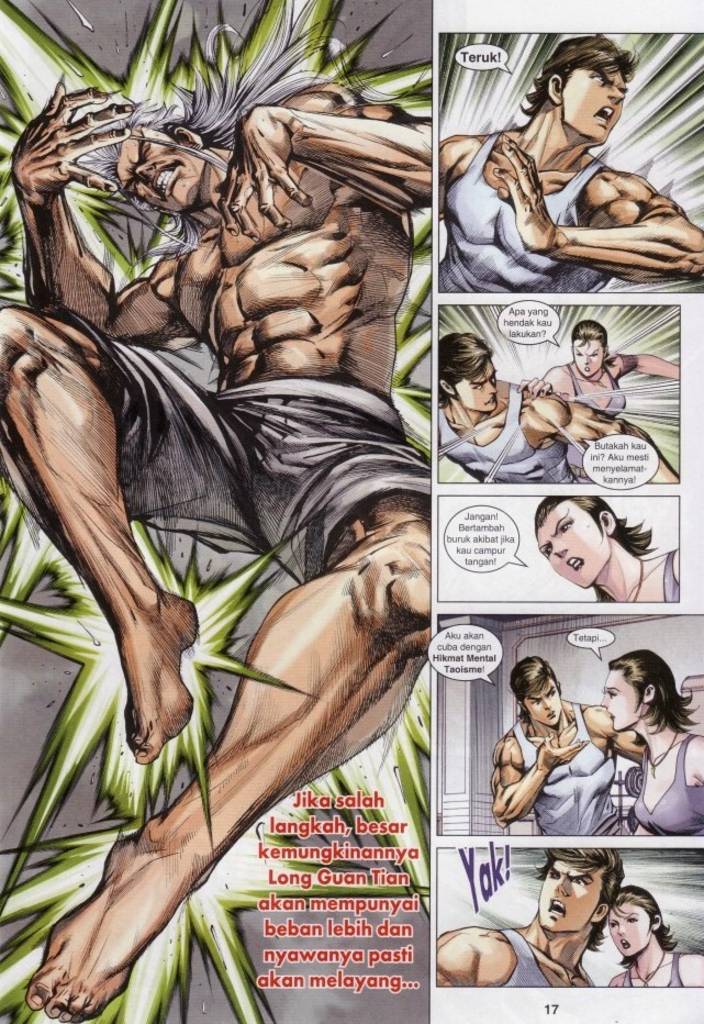 Jika salah
langkah, besar
kemungkinannya
Long Guan Tian
akan mempunyai
beban lebih dan
nyawanya pasti
akan melayang...
Teruk!
Apa yang
hendak kau
lakukan?
Butakah kau
ini? Aku mesti
menyelamat-
kannya!
Jangan!
Bertambah
buruk akibat jika
kau campur
tangan!
Aku akan
cuba dengan
Hikmat Mental
Taoisme!
Tetapi...
Yak!
17